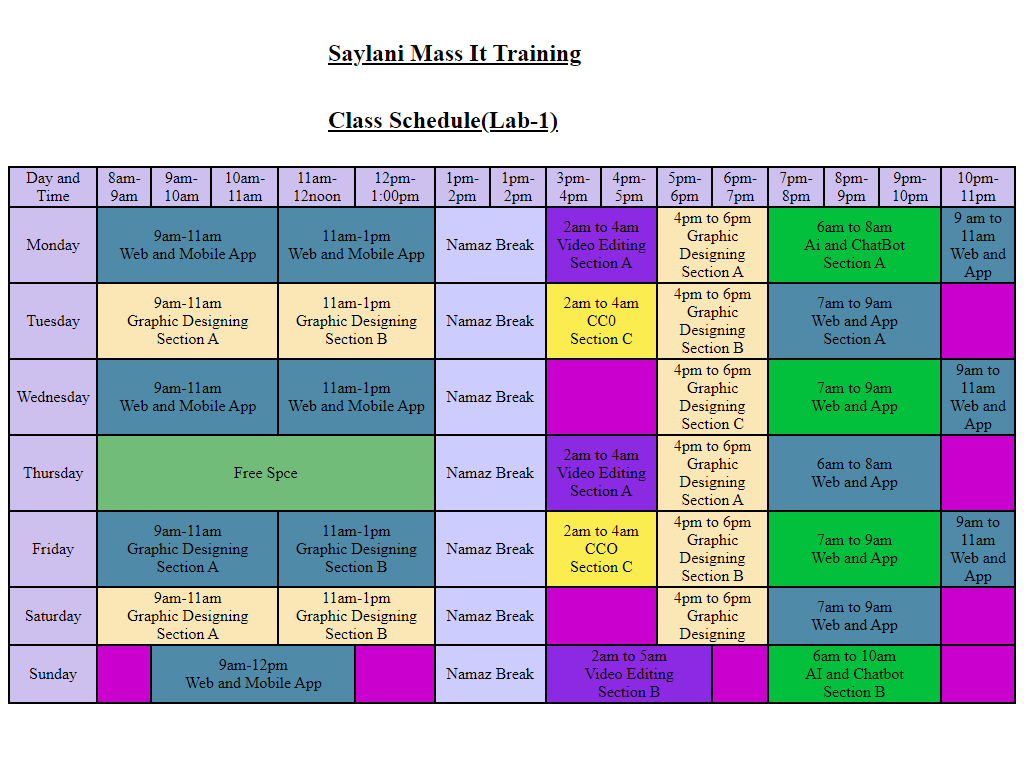 Saylani Mass It Training
Class Schedule(Lab-1)
Day and
Time
8am-
9am
9am-
10am
10am-
11am
11am-
12noon
12pm-
1:00pm
1pm-
2pm
1pm-
2pm
3pm-
4pm
4pm-
5pm
5pm-
6pm
6pm-
7pm
7pm-
8pm
8pm-
9pm
9pm-
10pm
10pm-
11pm
Monday
9am-11am
Web and Mobile App
11am-1pm
Web and Mobile App
Namaz Break
2am to 4am
Video Editing
Section A
4pm to 6pm
Graphic
Designing
Section A
6am to 8am
Ai and ChatBot
Section A
9 am to
11am
Web and
App
Tuesday
9am-11am
Graphic Designing
Section A
11am-1pm
Graphic Designing
Section B
Namaz Break
2am to 4am
CC0
Section C
4pm to 6pm
Graphic
Designing
Section B
7am to 9am
Web and App
Section A
Wednesday
9am-11am
Web and Mobile App
11am-1pm
Web and Mobile App
Namaz Break
4pm to 6pm
Graphic
Designing
Section C
7am to 9am
Web and App
9am to
11am
Web and
App
Thursday
Free Spce
Namaz Break
2am to 4am
Video Editing
Section A
4pm to 6pm
Graphic
Designing
Section A
6am to 8am
Web and App
Friday
9am-11am
Graphic Designing
Section A
11am-1pm
Graphic Designing
Section B
Namaz Break
2am to 4am
CCO
Section C
4pm to 6pm
Graphic
Designing
Section B
7am to 9am
Web and App
9am to
11am
Web and
App
Saturday
9am-11am
Graphic Designing
Section A
11am-1pm
Graphic Designing
Section B
Namaz Break
4pm to 6pm
Graphic
Designing
7am to 9am
Web and App
Sunday
9am-12pm
Web and Mobile App
Namaz Break
2am to 5am
Video Editing
Section B
6am to 10am
AI and Chatbot
Section B